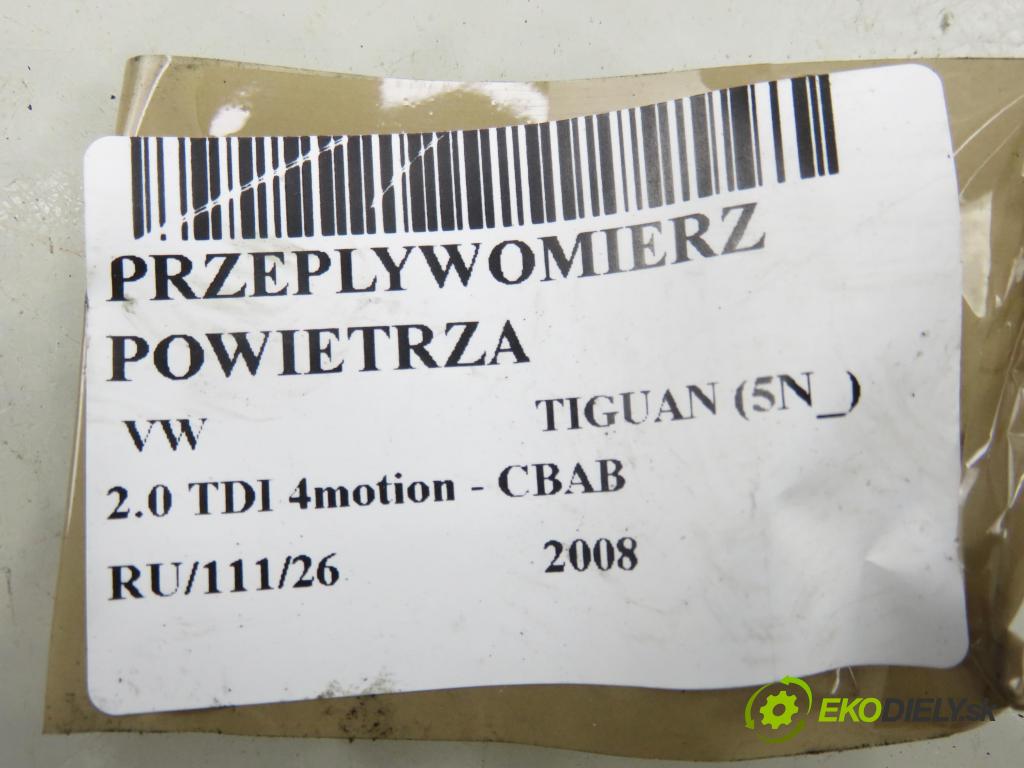 PRZEPLYWOMIERZ
POWIETRZA
VW TIGUAN (5N_)
2.0 TDI 4motion - CBAB
RU/111/26 2008
EKODIELY.sk